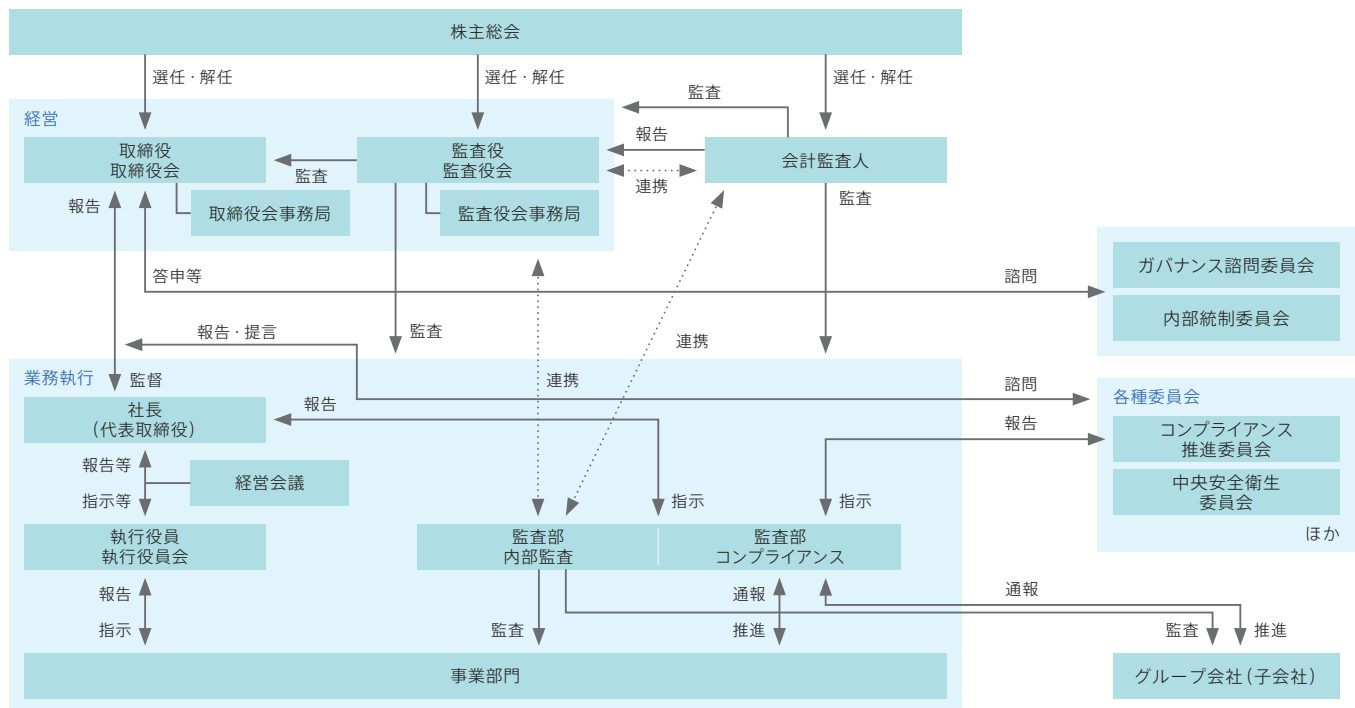 株主総会
選任・解任
選任・解任
選任・解任
監査
経営
報告
取締役
取締役会
監査役
監査役会
会計監査人
監査
連携
監査
報告
取締役会事務局
監査役会事務局
ガバナンス諮問委員会
答申等
諮問
内部統制委員会
報告・提言
監査
連携
業務執行
監督
連携
諮問
各種委員会
社長
（代表取締役）
報告
報告
コンプライアンス
推進委員会
報告等
経営会議
指示等
指示
指示
中央安全衛生
委員会
ほか
執行役員
執行役員会
監査部
内部監査
監査部
コンプライアンス
報告
通報
通報
指示
監査
推進
監査
推進
事業部門
グループ会社（子会社）